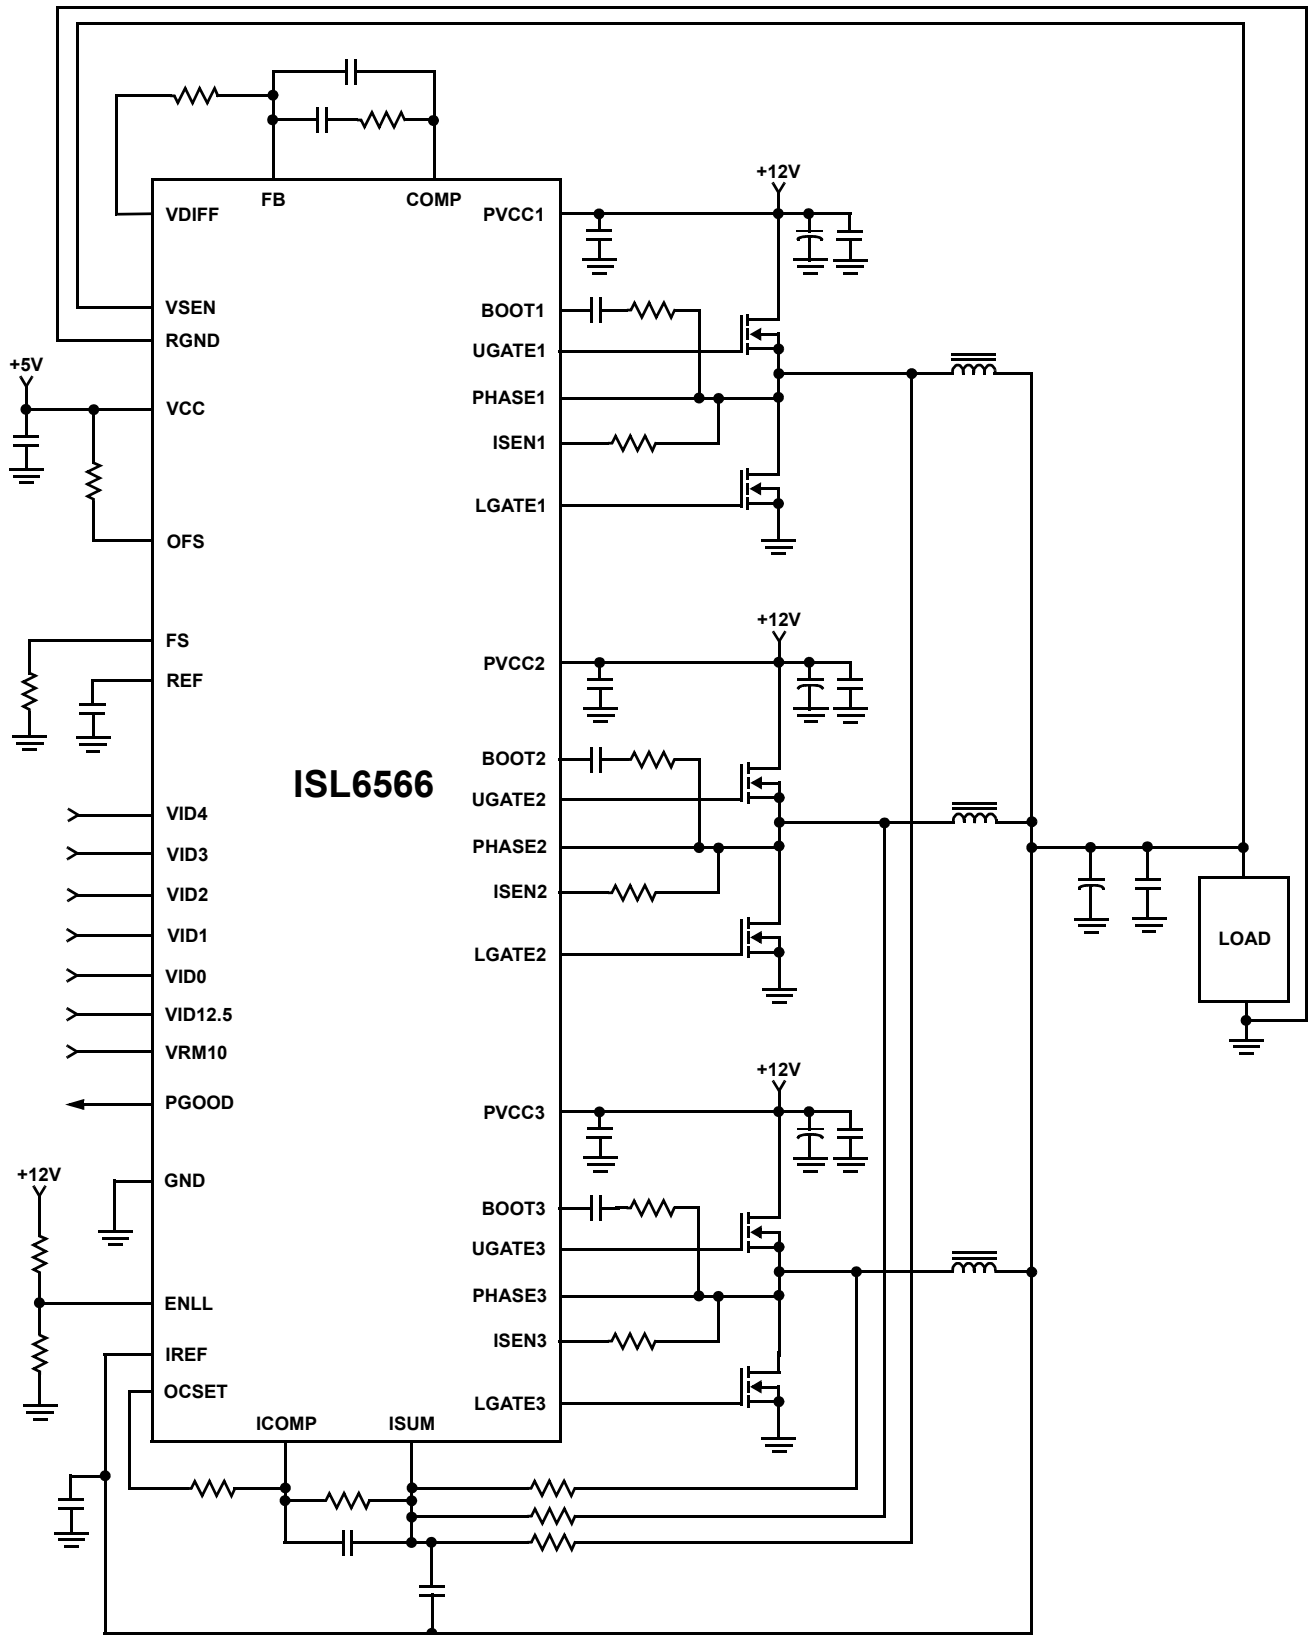 FB
COMP
+12V
VDIFF
PVCC1
VSEN
BOOT1
RGND
UGATE1
+5V
PHASE1
VCC
ISEN1
LGATE1
OFS
+12V
FS
PVCC2
REF
BOOT2
ISL6566
UGATE2
VID4
PHASE2
VID3
ISEN2
VID2
VID1
LOAD
LGATE2
VID0
VID12.5
VRM10
+12V
PGOOD
PVCC3
+12V
GND
BOOT3
UGATE3
PHASE3
ENLL
ISEN3
IREF
OCSET
LGATE3
ICOMP
ISUM